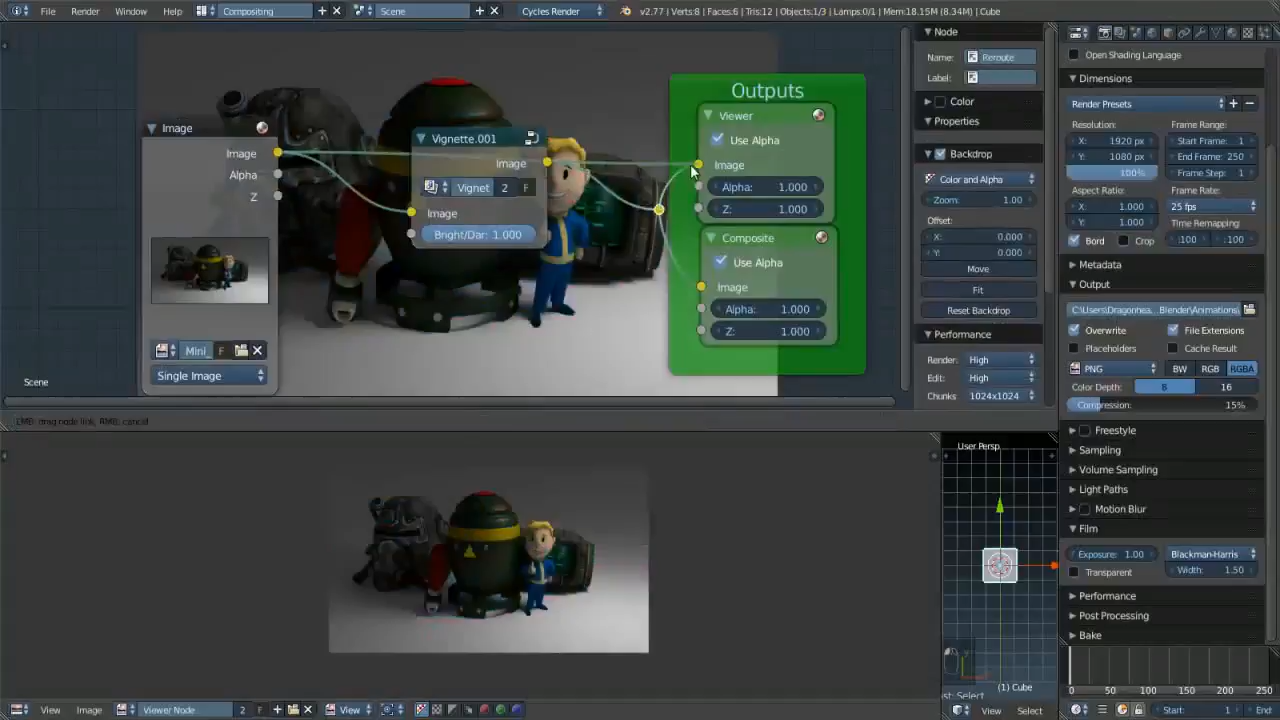 File Render Window Help Compositing Scene Cycles Render v2.77 | Verts:8 | Faces:6 | Tris:12 | Objects:1/3 | Lamps:0/1 | Mem:18.15M (8.34M) | Cube
Image
Image
Alpha
Z
Mini_ F
Single Image
Vignette.001
Image
Vignet 2 F
Image
Bright/Dar: 1.000
Outputs
Viewer
Use Alpha
Image
Alpha: 1.000
Z: 1.000
Composite
Use Alpha
Image
Alpha: 1.000
Z: 1.000
Scene
LMB: drag node link, RMB: cancel
Node
Name: Reroute
Label:
Color
Properties
Backdrop
Color and Alpha
Zoom: 1.00
Offset:
X: 0.000
Y: 0.000
Move
Fit
Reset Backdrop
Performance
Render: High
Edit: High
Chunks 1024x1024
Open Shading Language
Dimensions
Render Presets
Resolution: Frame Range:
X: 1920 px Start Frame: 1
Y: 1080 px End Frame: 250
100% Frame Step: 1
Aspect Ratio: Frame Rate:
X: 1.000 25 fps
Y: 1.000 Time Remapping:
Bord Crop :100 :100
Metadata
Output
C:\Users\Dragonhea...Blender\Animations\
Overwrite File Extensions
Placeholders Cache Result
PNG BW RGB RGBA
Color Depth: 8 16
Compression: 15%
Freestyle
Sampling
Volume Sampling
Light Paths
Motion Blur
Film
Exposure: 1.00 Blackman-Harris
Transparent Width: 1.50
Performance
Post Processing
Bake
User Persp
(1) Cube
st: Select
0 50 100 150 200 250
View Image Viewer Node 2 F View
View Select
Start: 1 End: